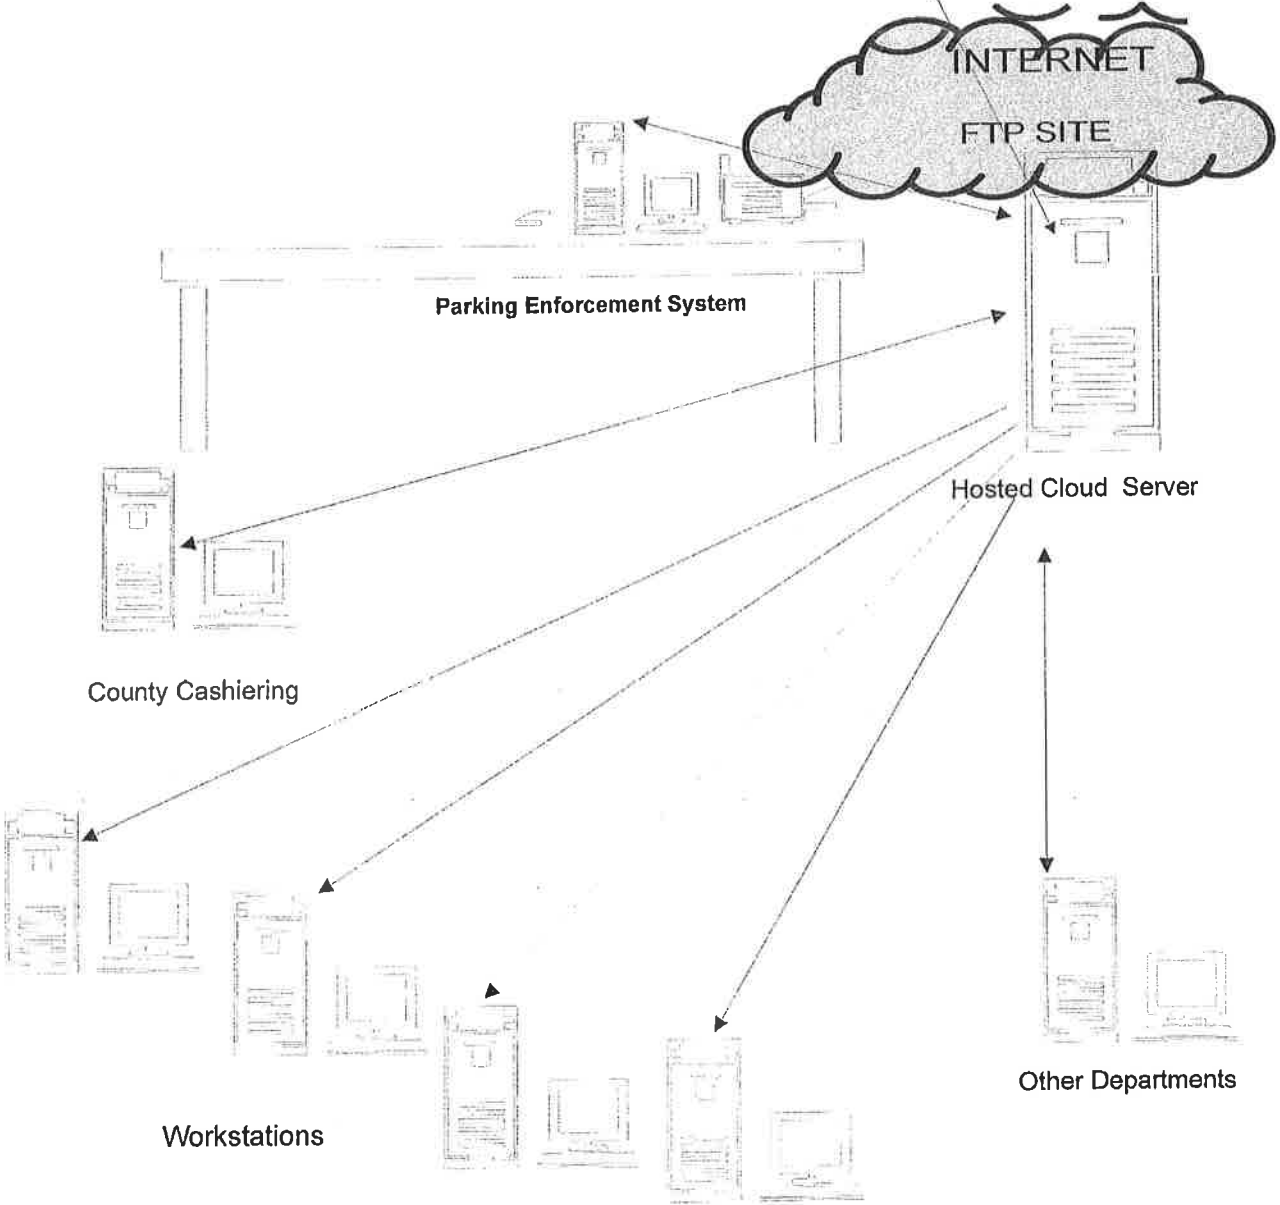 INTERNET
FTP SITE
Parking Enforcement System
Hosted Cloud Server
County Cashiering
Other Departments
Workstations